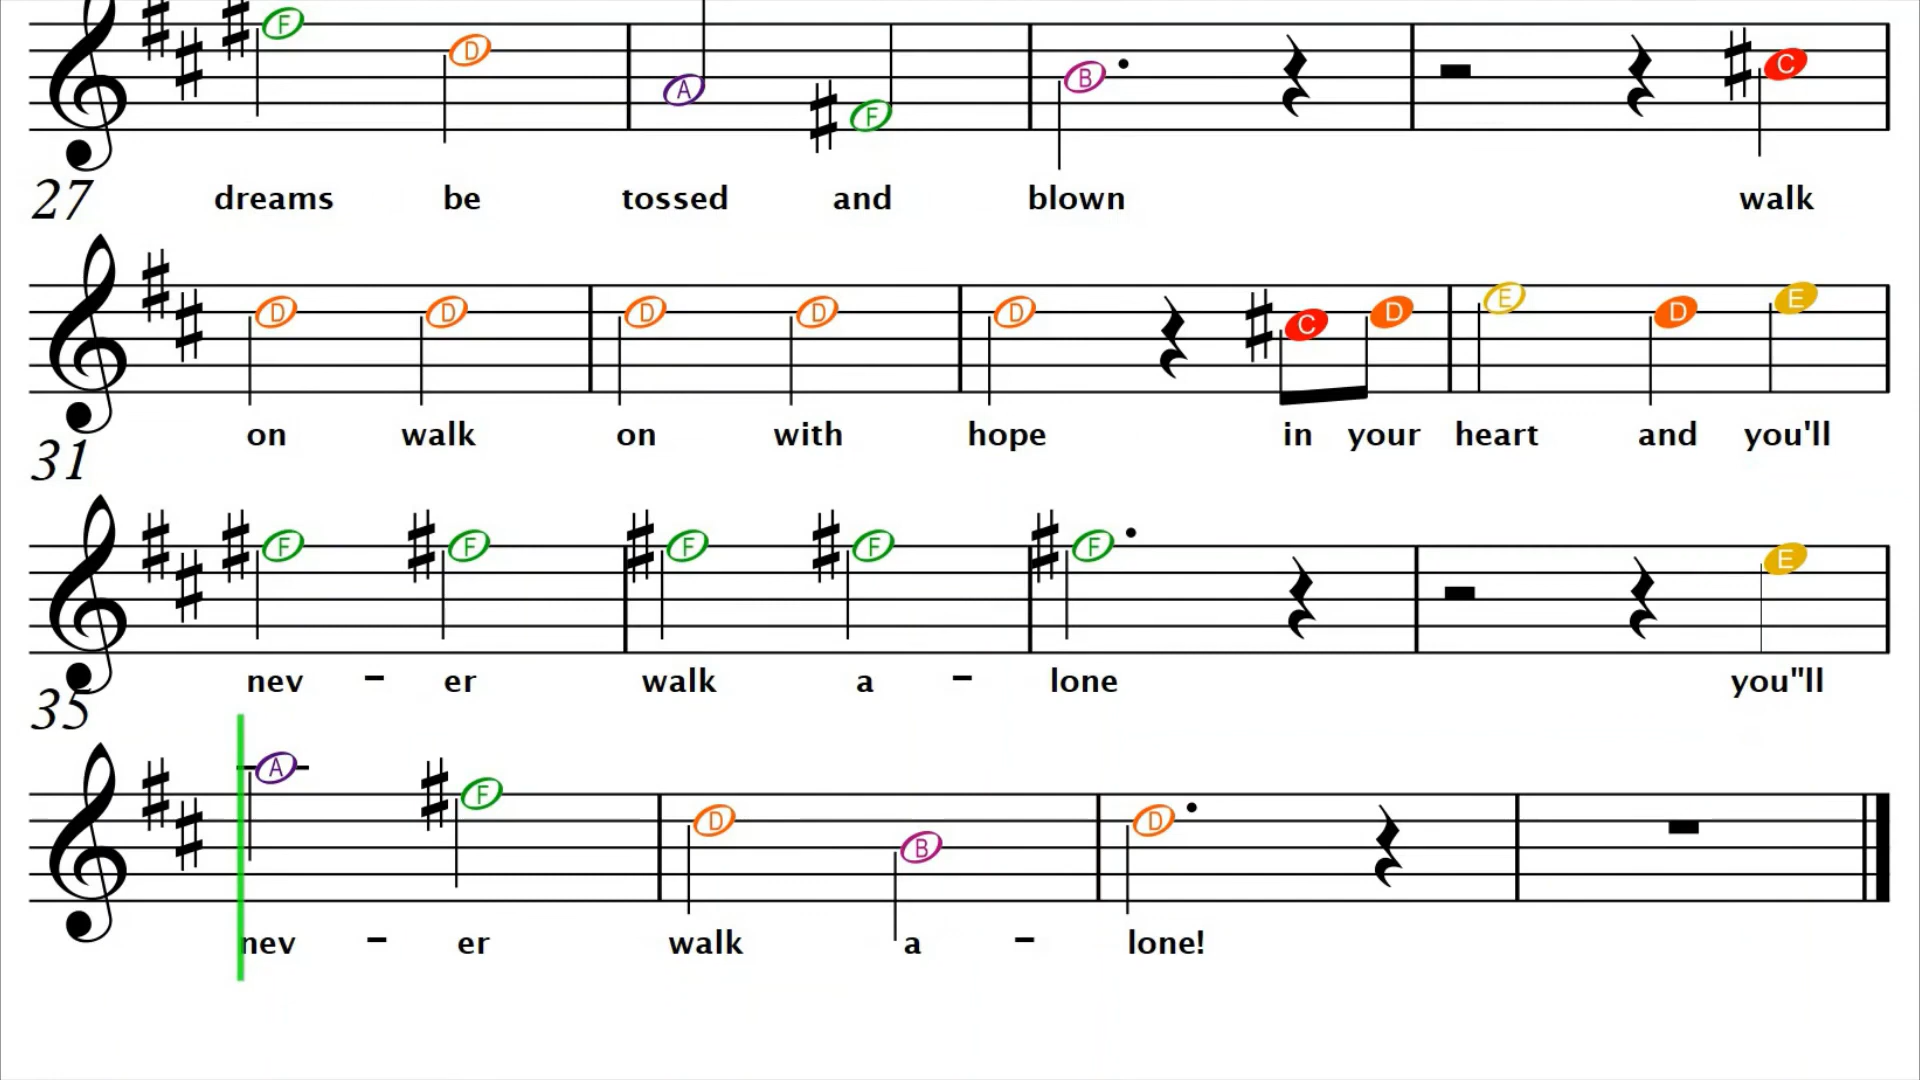 F D A F B C
27 dreams be tossed and blown walk
D D D D D C D E D E
on walk on with hope in your heart and you'll
31
F F F F F E
nev - er walk a - lone you"ll
35
A F D B D
nev - er walk a - lone!